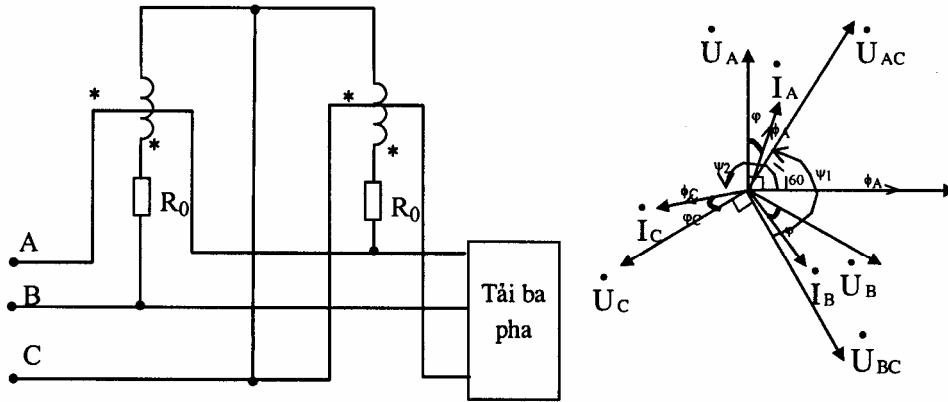 *
*
*
*
R0
R0
A
B
C
Tải ba
pha
U̇A
U̇AC
İA
φ
ϕA
ψ2
60
ψ1
ϕA
ϕC
φC
φ
İC
U̇C
İB
U̇B
U̇BC